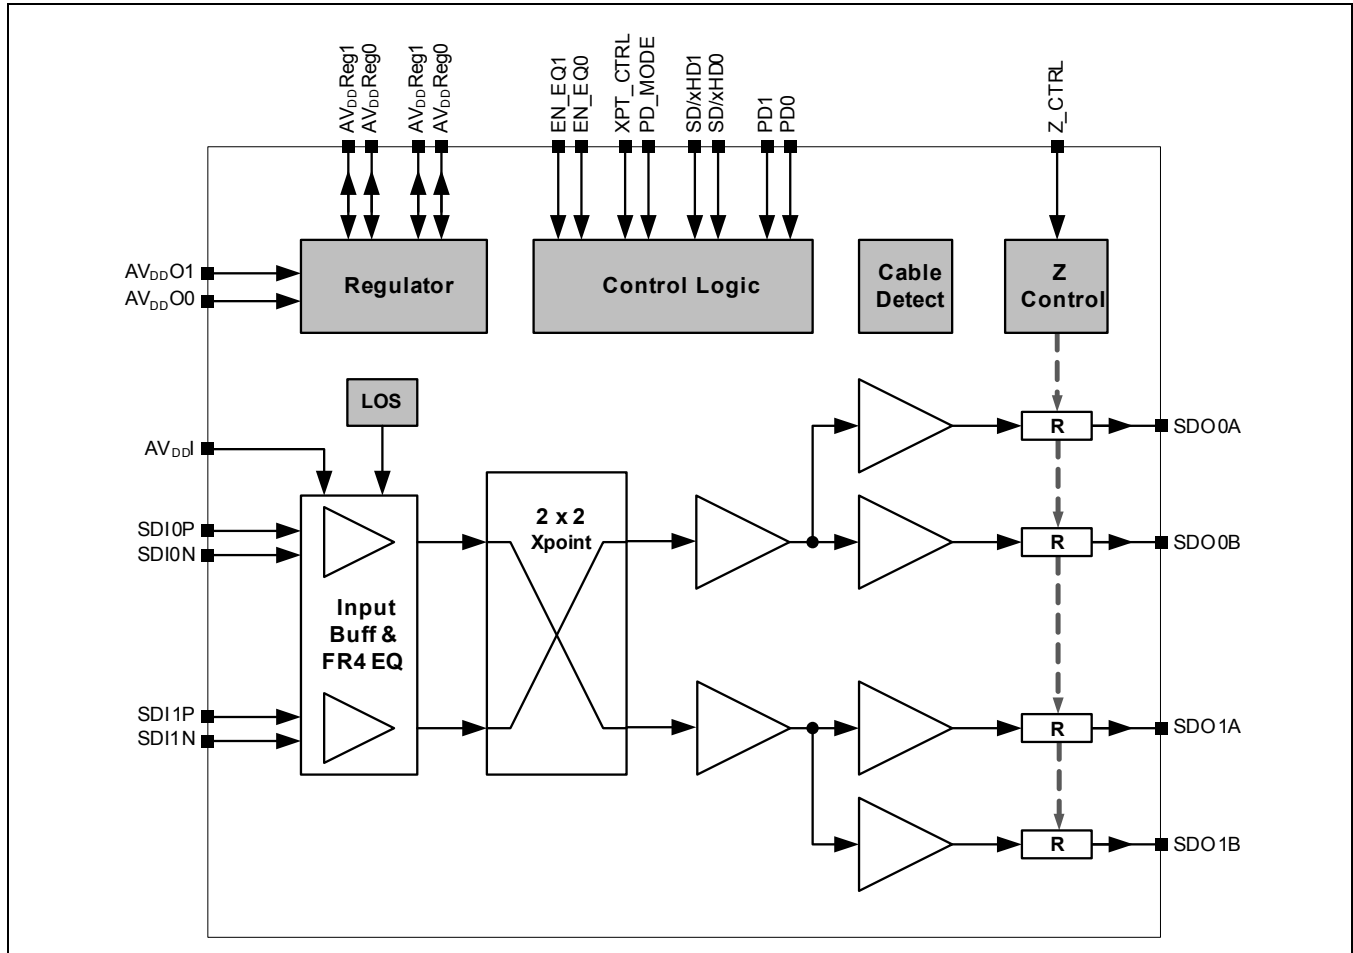 AVDDReg1
AVDDReg0
AVDDReg1
AVDDReg0
EN_EQ1
EN_EQ0
XPT_CTRL
PD_MODE
SD/xHD1
SD/xHD0
PD1
PD0
Z_CTRL
AVDDO1
AVDDO0
Regulator
Control Logic
Cable
Detect
Z
Control
LOS
AVDDI
SDI0P
SDI0N
SDI1P
SDI1N
Input
Buff &
FR4 EQ
2 x 2
Xpoint
R
SDO0A
R
SDO0B
R
SDO1A
R
SDO1B